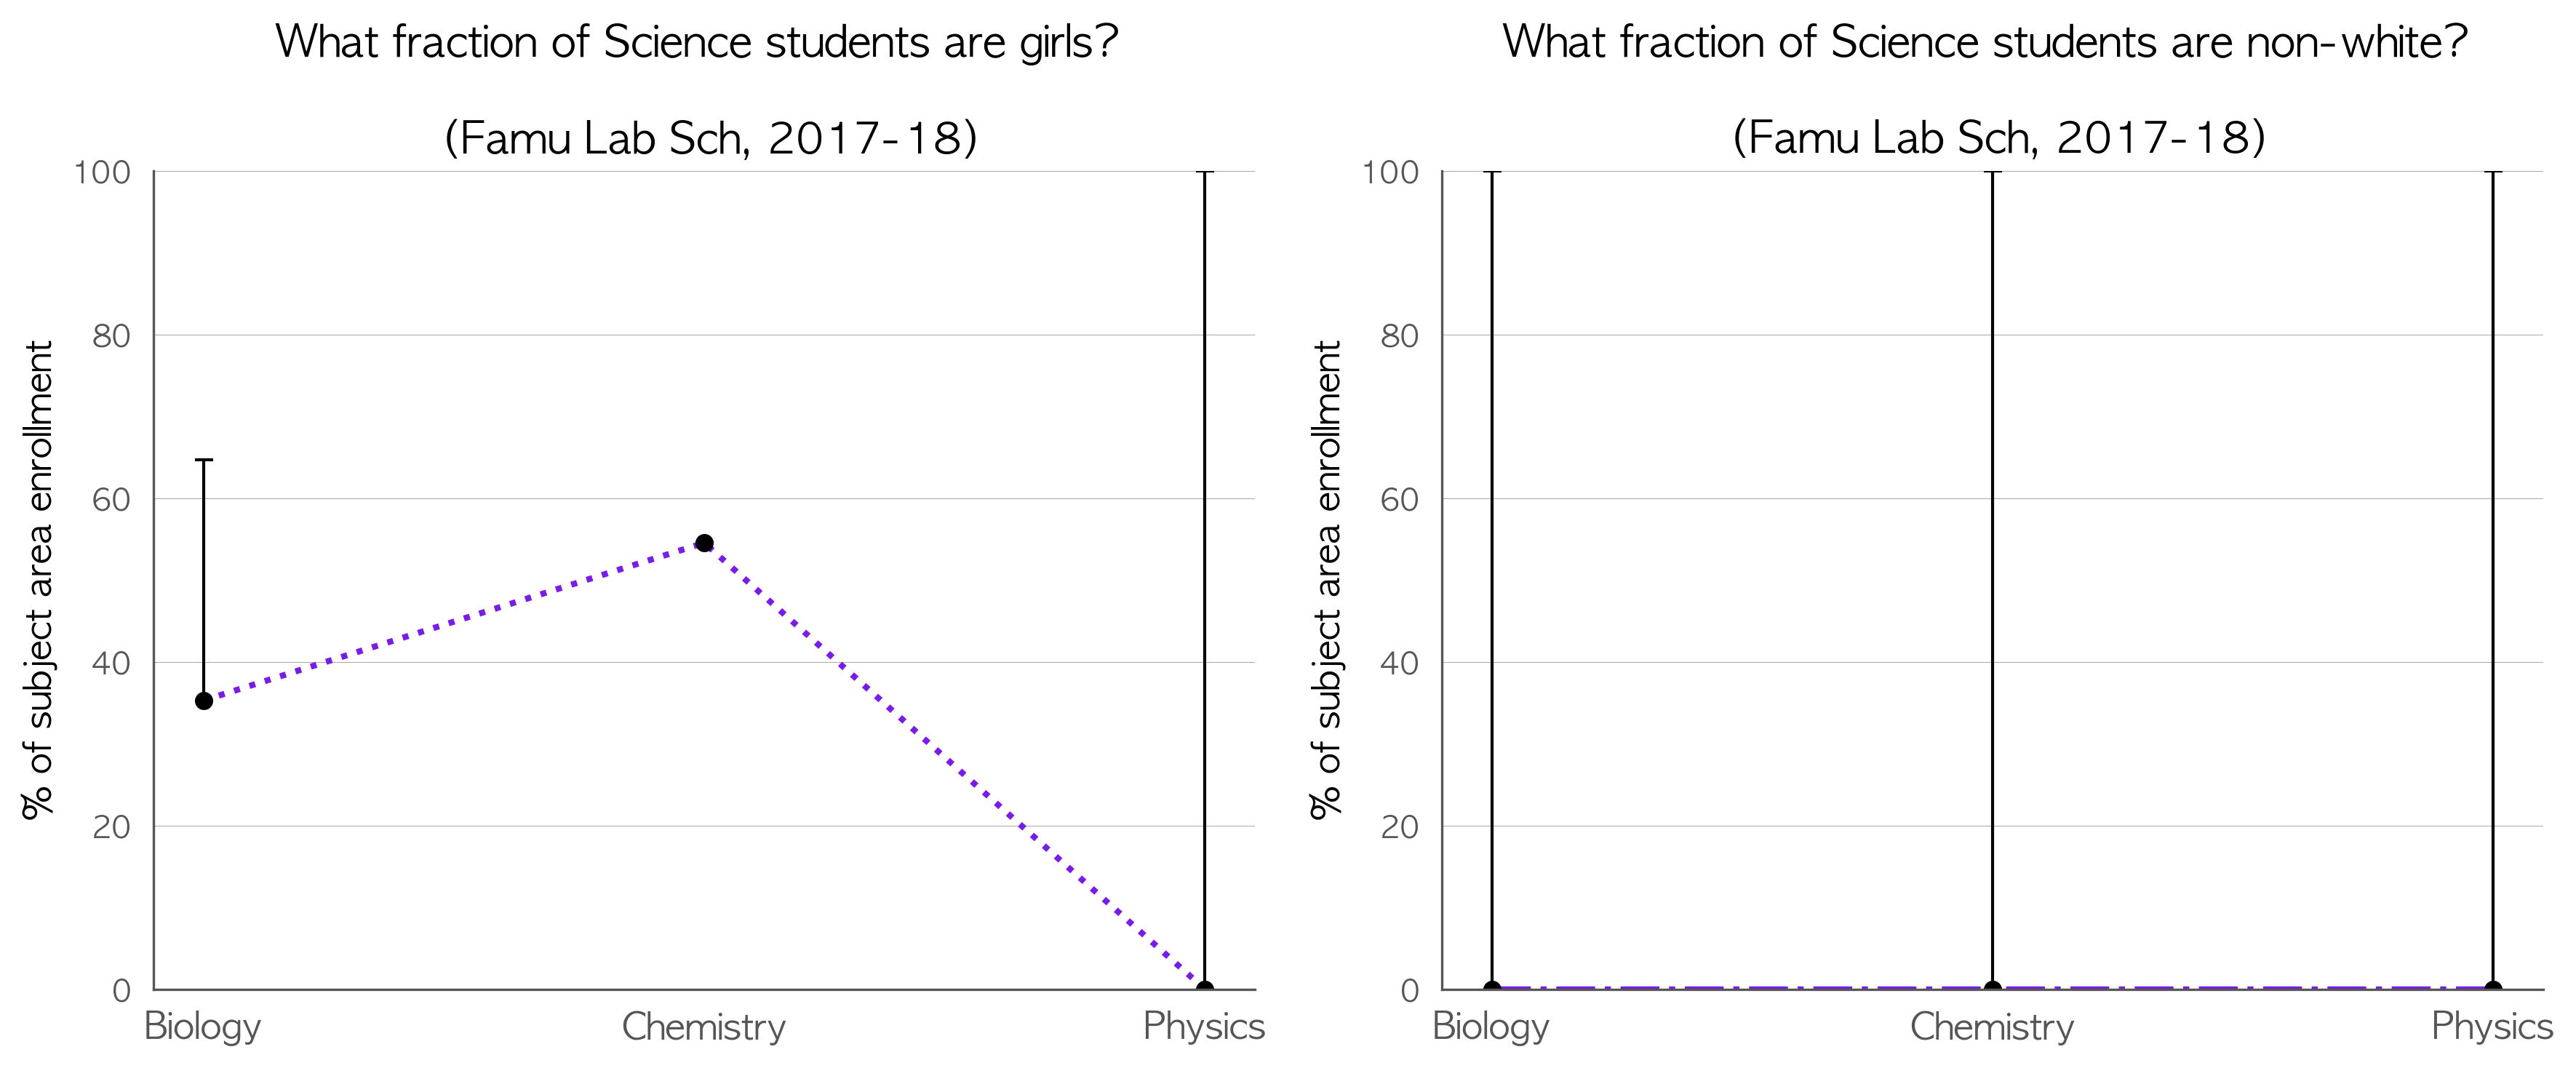 What fraction of Science students are girls?
(Famu Lab Sch, 2017-18)
% of subject area enrollment
100
80
60
40
20
0
Biology
Chemistry
Physics
What fraction of Science students are non-white?
(Famu Lab Sch, 2017-18)
% of subject area enrollment
100
80
60
40
20
0
Biology
Chemistry
Physics